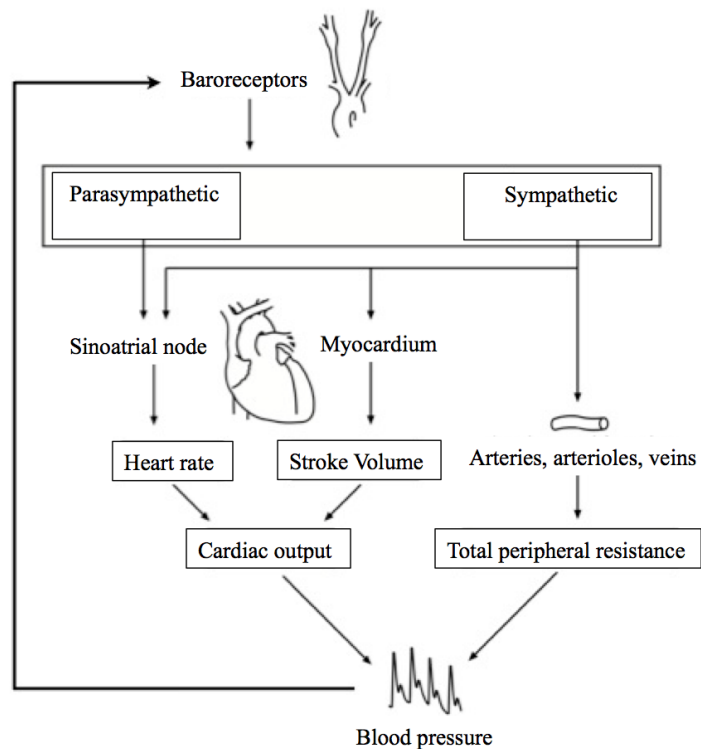 Baroreceptors
Parasympathetic
Sympathetic
Sinoatrial node
Myocardium
Heart rate
Stroke Volume
Arteries, arterioles, veins
Cardiac output
Total peripheral resistance
Blood pressure